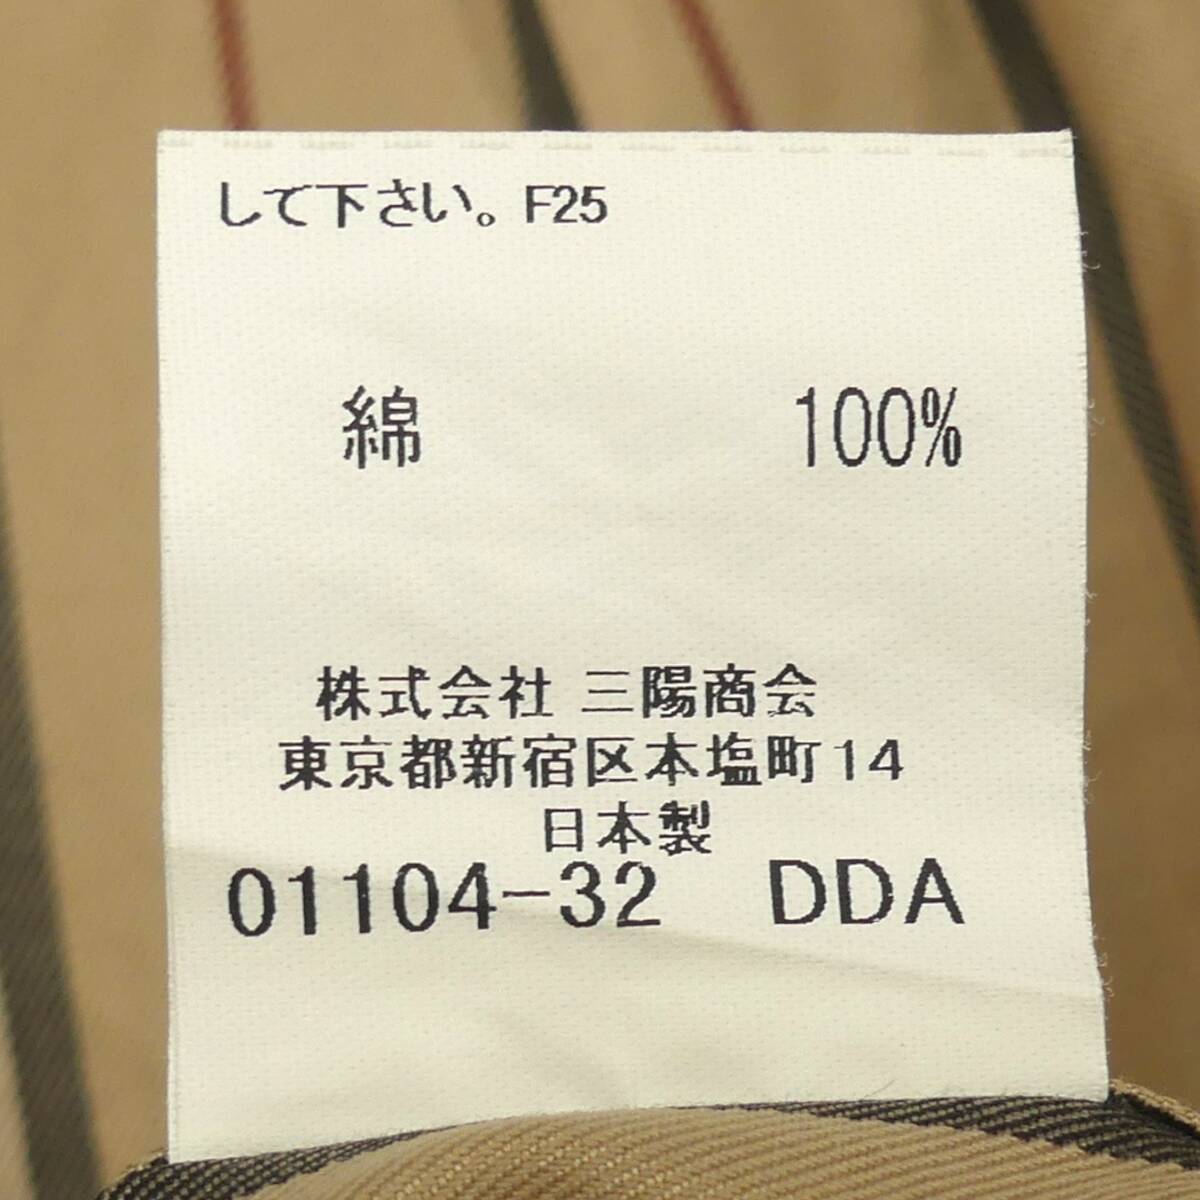 して下さい。F25
綿 100%
株式会社 三陽商会
東京都新宿区本塩町14
日本製
01104-32 DDA